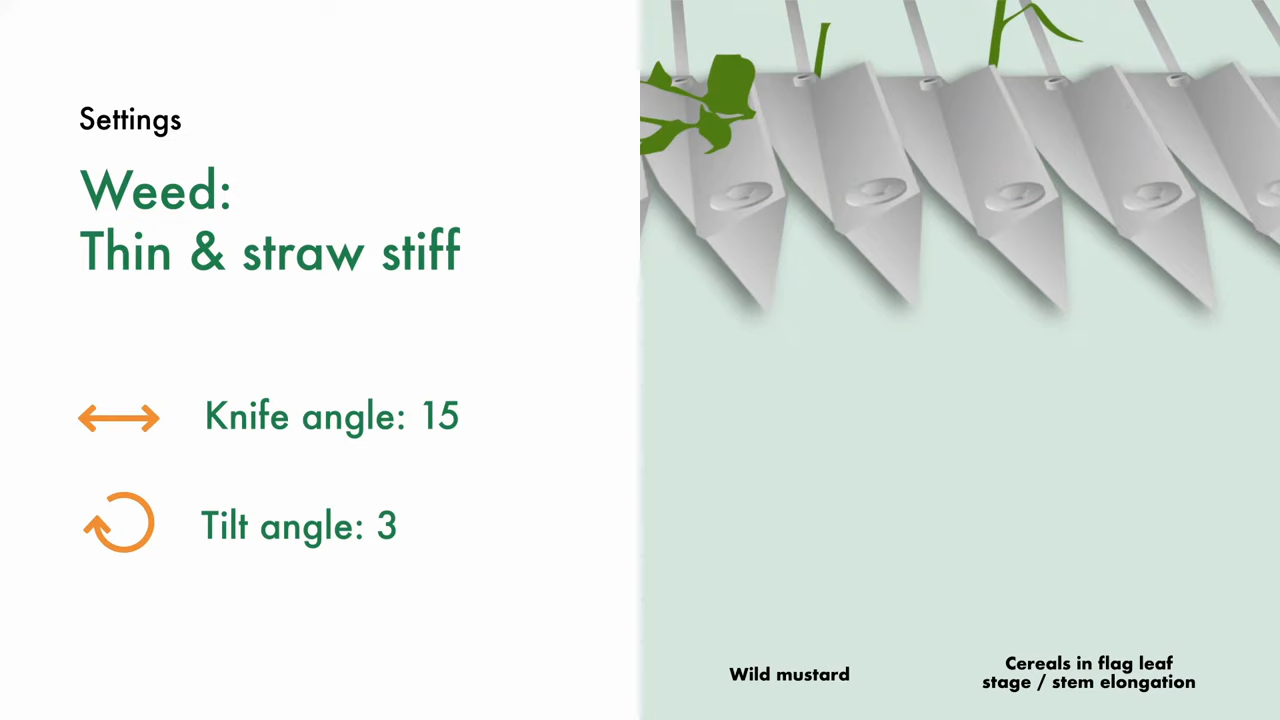 Settings
Weed:
Thin & straw stiff
Knife angle: 15
Tilt angle: 3
Wild mustard
Cereals in flag leaf
stage / stem elongation